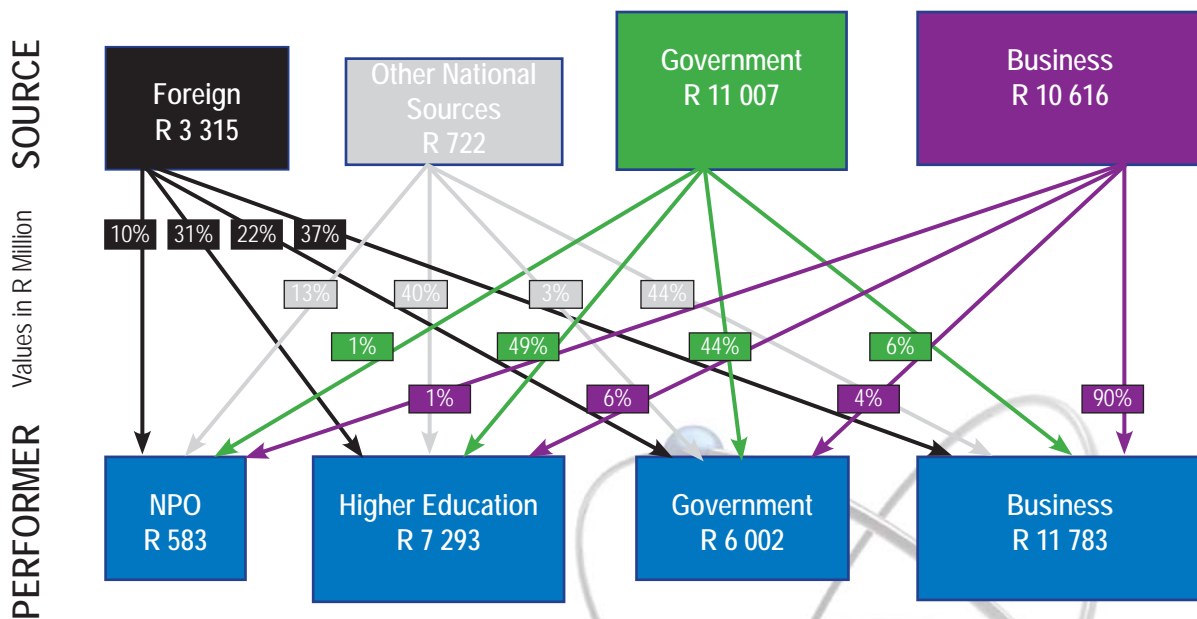 SOURCE
Foreign
R 3 315
Other National
Sources
R 722
Government
R 11 007
Business
R 10 616
Values in R Million
10%
31%
22%
37%
13%
40%
3%
44%
1%
49%
44%
6%
1%
6%
4%
90%
PERFORMER
NPO
R 583
Higher Education
R 7 293
Government
R 6 002
Business
R 11 783